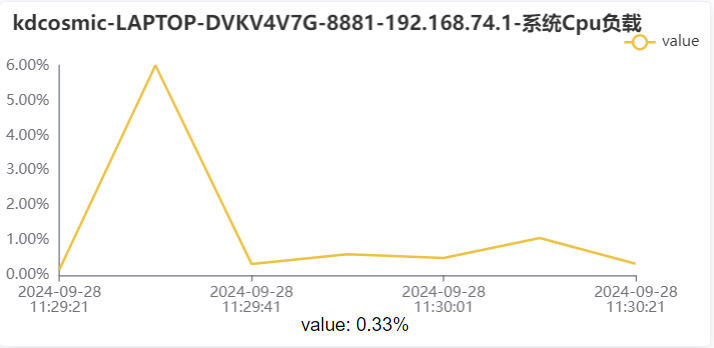 kdcosmic-LAPTOP-DVKV4V7G-8881-192.168.74.1-系统Cpu负载
value
6.00%
5.00%
4.00%
3.00%
2.00%
1.00%
0.00%
2024-09-28 2024-09-28 2024-09-28 2024-09-28
11:29:21 11:29:41 11:30:01 11:30:21
value: 0.33%